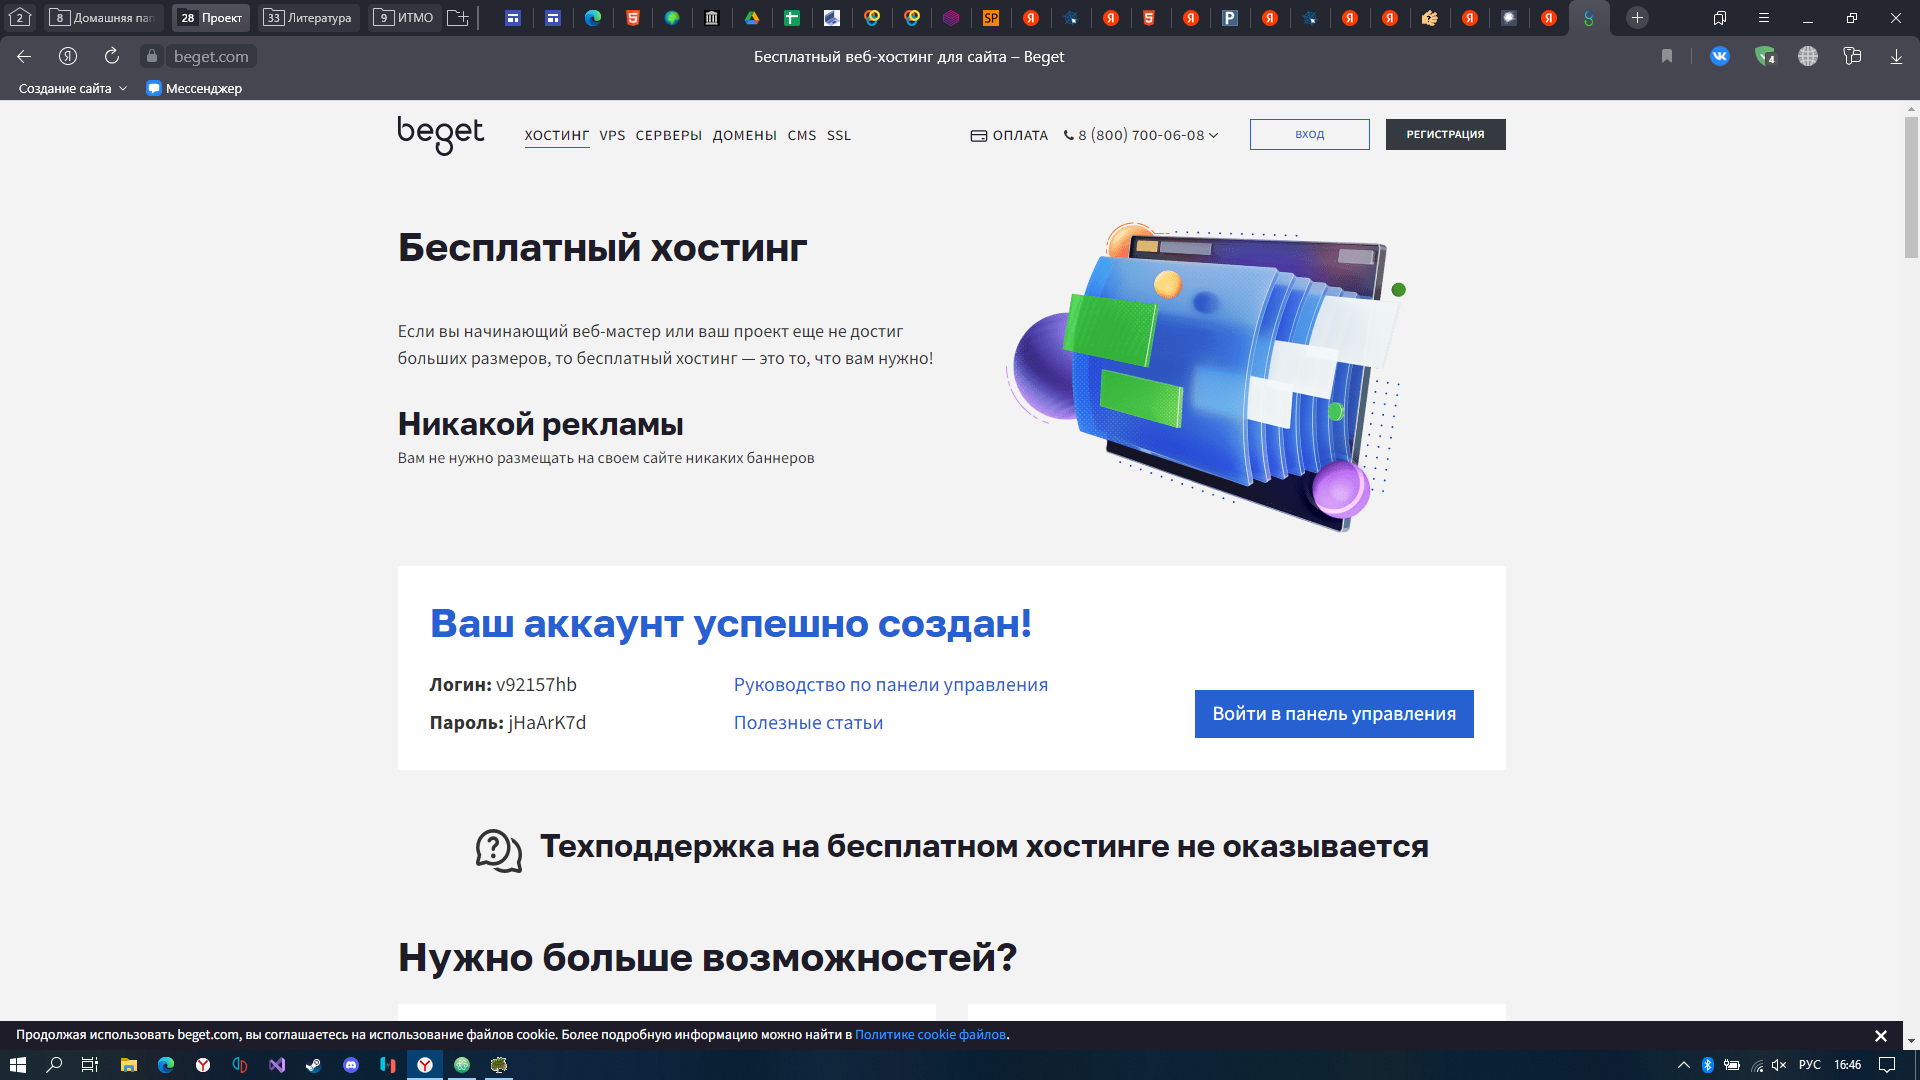 2
8 Домашняя пап
28 Проект
33 Литература
9 ИТМО
beget.com
Бесплатный веб-хостинг для сайта – Beget
4
Создание сайта
Мессенджер
beget
ХОСТИНГ VPS СЕРВЕРЫ ДОМЕНЫ CMS SSL
ОПЛАТА
8 (800) 700-06-08
ВХОД
РЕГИСТРАЦИЯ
Бесплатный хостинг
Если вы начинающий веб-мастер или ваш проект еще не достиг
больших размеров, то бесплатный хостинг — это то, что вам нужно!
Никакой рекламы
Вам не нужно размещать на своем сайте никаких баннеров
Ваш аккаунт успешно создан!
Логин: v92157hb
Руководство по панели управления
Пароль: jHaArK7d
Полезные статьи
Войти в панель управления
Техподдержка на бесплатном хостинге не оказывается
Нужно больше возможностей?
Продолжая использовать beget.com, вы соглашаетесь на использование файлов cookie. Более подробную информацию можно найти в Политике cookie файлов.
РУС
16:46